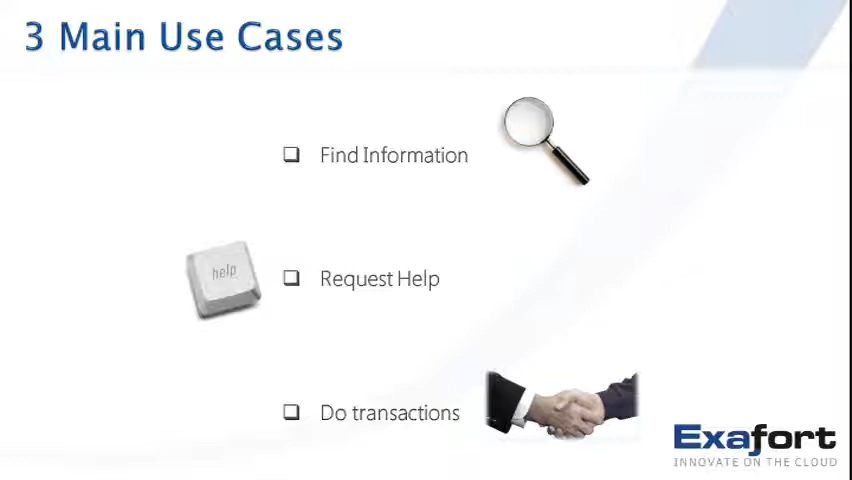 3 Main Use Cases
Find Information
help
Request Help
Do transactions
Exafort
INNOVATE ON THE CLOUD